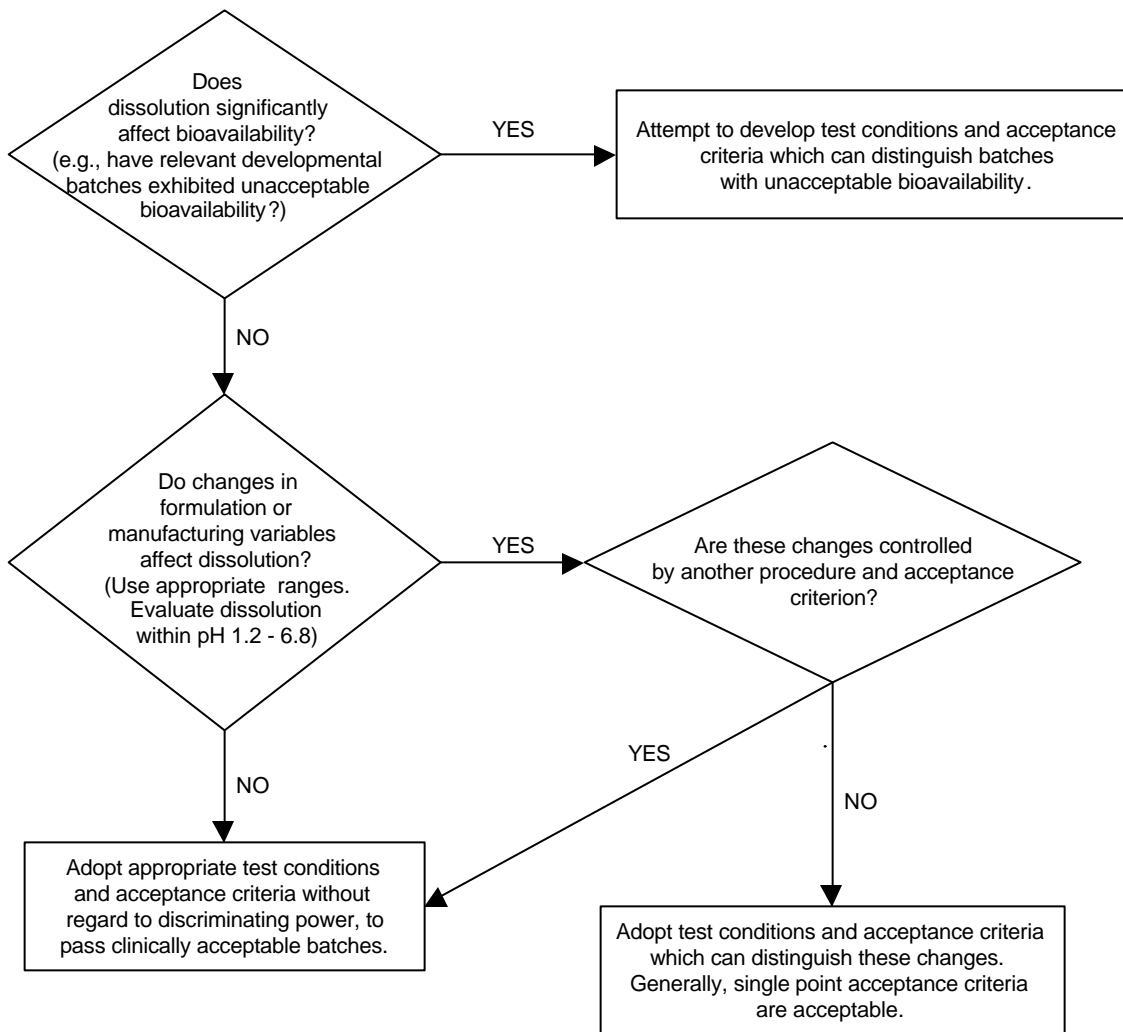 Does
dissolution significantly
affect bioavailability?
(e.g., have relevant developmental
batches exhibited unacceptable
bioavailability?)
YES
Attempt to develop test conditions and acceptance
criteria which can distinguish batches
with unacceptable bioavailability.
NO
Do changes in
formulation or
manufacturing variables
affect dissolution?
(Use appropriate ranges.
Evaluate dissolution
within pH 1.2 - 6.8)
YES
Are these changes controlled
by another procedure and acceptance
criterion?
YES
NO
NO
Adopt appropriate test conditions
and acceptance criteria without
regard to discriminating power, to
pass clinically acceptable batches.
Adopt test conditions and acceptance criteria
which can distinguish these changes.
Generally, single point acceptance criteria
are acceptable.